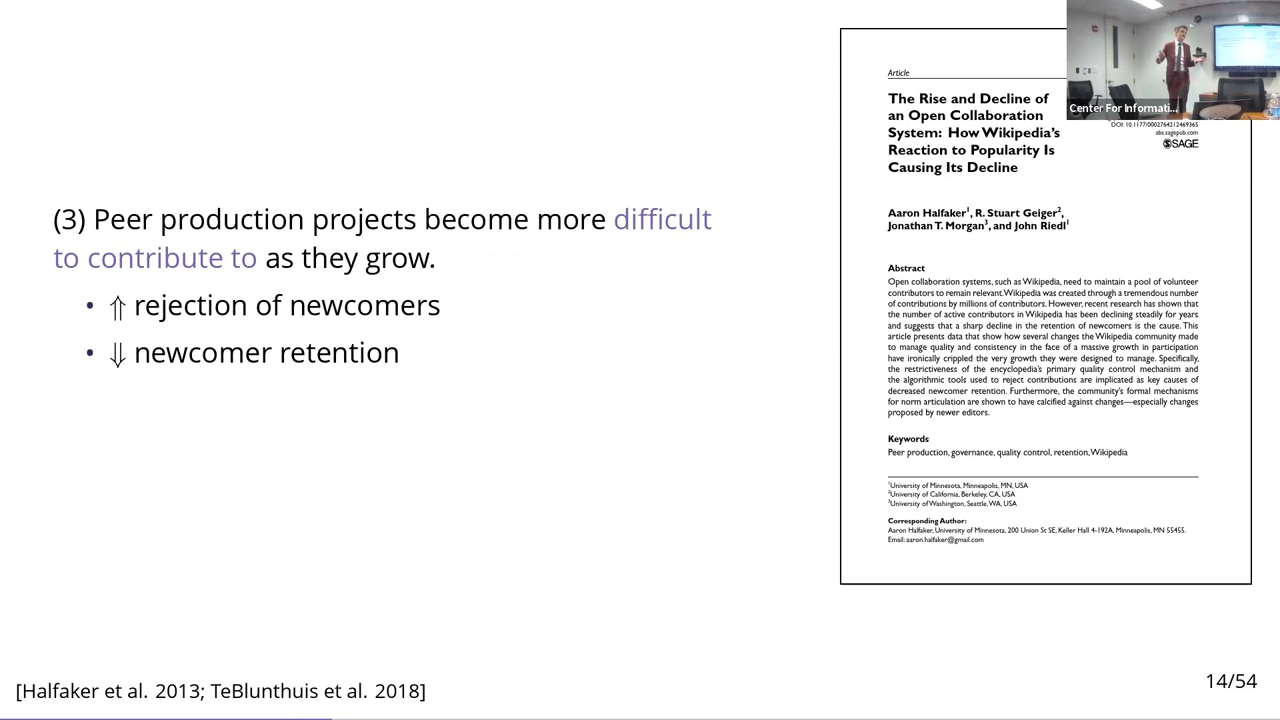 (3) Peer production projects become more difficult
to contribute to as they grow.
• ⇑ rejection of newcomers
• ⇓ newcomer retention
Article
The Rise and Decline of
an Open Collaboration
System: How Wikipedia's
Reaction to Popularity Is
Causing Its Decline
DOI: 10.1177/0002764212469365
abs.sagepub.com
SAGE
Aaron Halfaker1, R. Stuart Geiger2,
Jonathan T. Morgan3, and John Riedl1
Abstract
Open collaboration systems, such as Wikipedia, need to maintain a pool of volunteer
contributors to remain relevant. Wikipedia was created through a tremendous number
of contributions by millions of contributors. However, recent research has shown that
the number of active contributors in Wikipedia has been declining steadily for years
and suggests that a sharp decline in the retention of newcomers is the cause. This
article presents data that show how several changes the Wikipedia community made
to manage quality and consistency in the face of a massive growth in participation
have ironically crippled the very growth they were designed to manage. Specifically,
the restrictiveness of the encyclopedia's primary quality control mechanism and
the algorithmic tools used to reject contributions are implicated as key causes of
decreased newcomer retention. Furthermore, the community's formal mechanisms
for norm articulation are shown to have calcified against changes—especially changes
proposed by newer editors.
Keywords
Peer production, governance, quality control, retention, Wikipedia
1University of Minnesota, Minneapolis, MN, USA
2University of California, Berkeley, CA, USA
3University of Washington, Seattle, WA, USA
Corresponding Author:
Aaron Halfaker, University of Minnesota, 200 Union St SE, Keller Hall 4-192A, Minneapolis, MN 55455.
Email: aaron.halfaker@gmail.com
Center For Informati...
[Halfaker et al. 2013; TeBlunthuis et al. 2018]
14/54